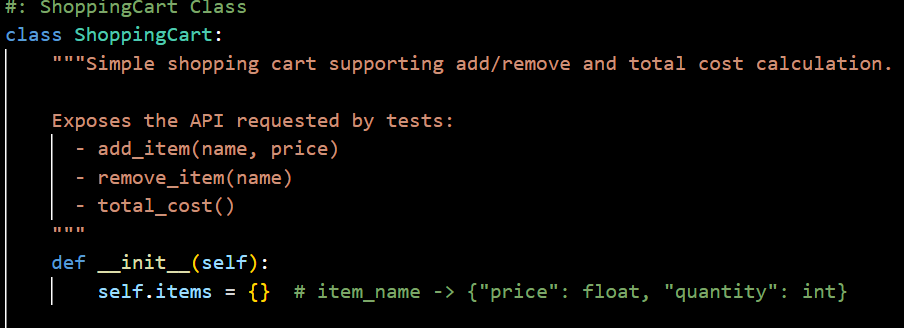 #: ShoppingCart Class
class ShoppingCart:
"""Simple shopping cart supporting add/remove and total cost calculation.
Exposes the API requested by tests:
- add_item(name, price)
- remove_item(name)
- total_cost()
"""
def __init__(self):
self.items = {}  # item_name -> {"price": float, "quantity": int}